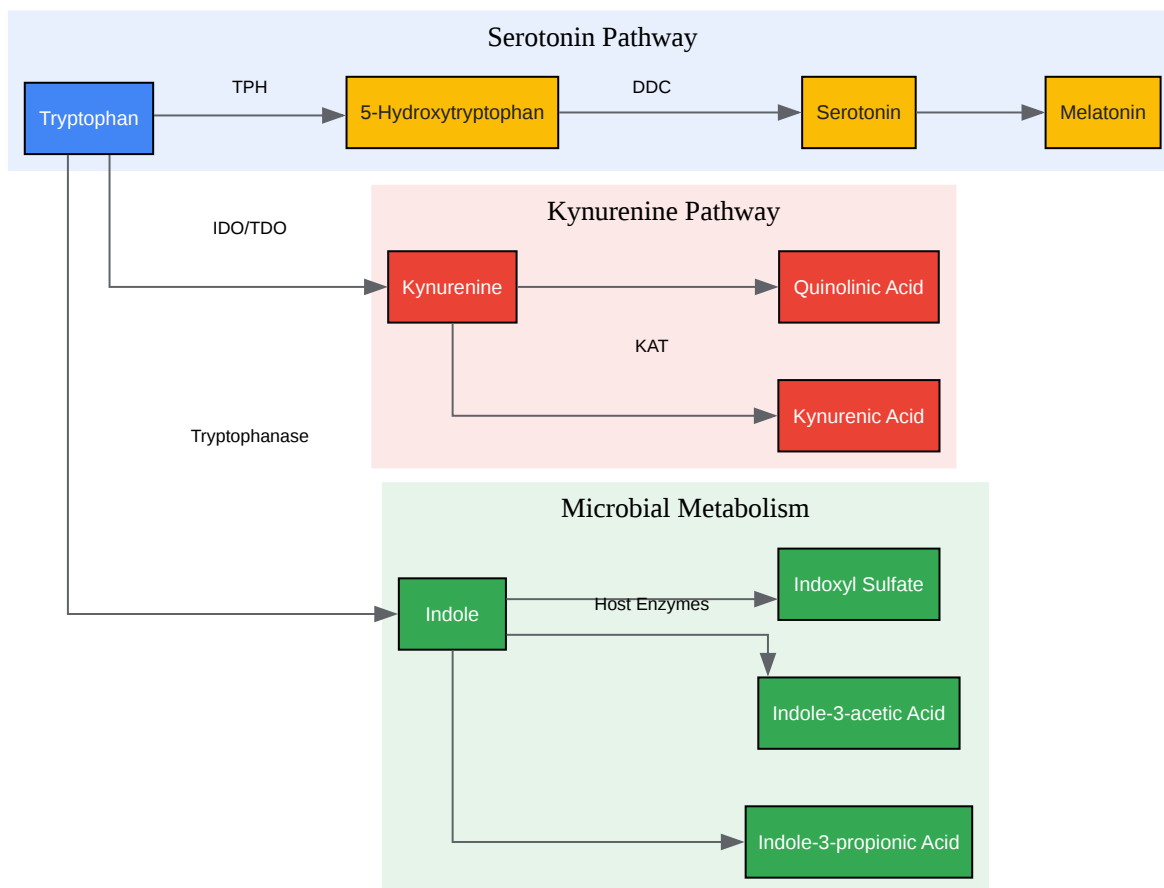 Serotonin Pathway
TPH
DDC
Tryptophan
5-Hydroxytryptophan
Serotonin
Melatonin
Kynurenine Pathway
IDO/TDO
Kynurenine
Quinolinic Acid
KAT
Kynurenic Acid
Tryptophanase
Microbial Metabolism
Indoxyl Sulfate
Host Enzymes
Indole
Indole-3-acetic Acid
Indole-3-propionic Acid